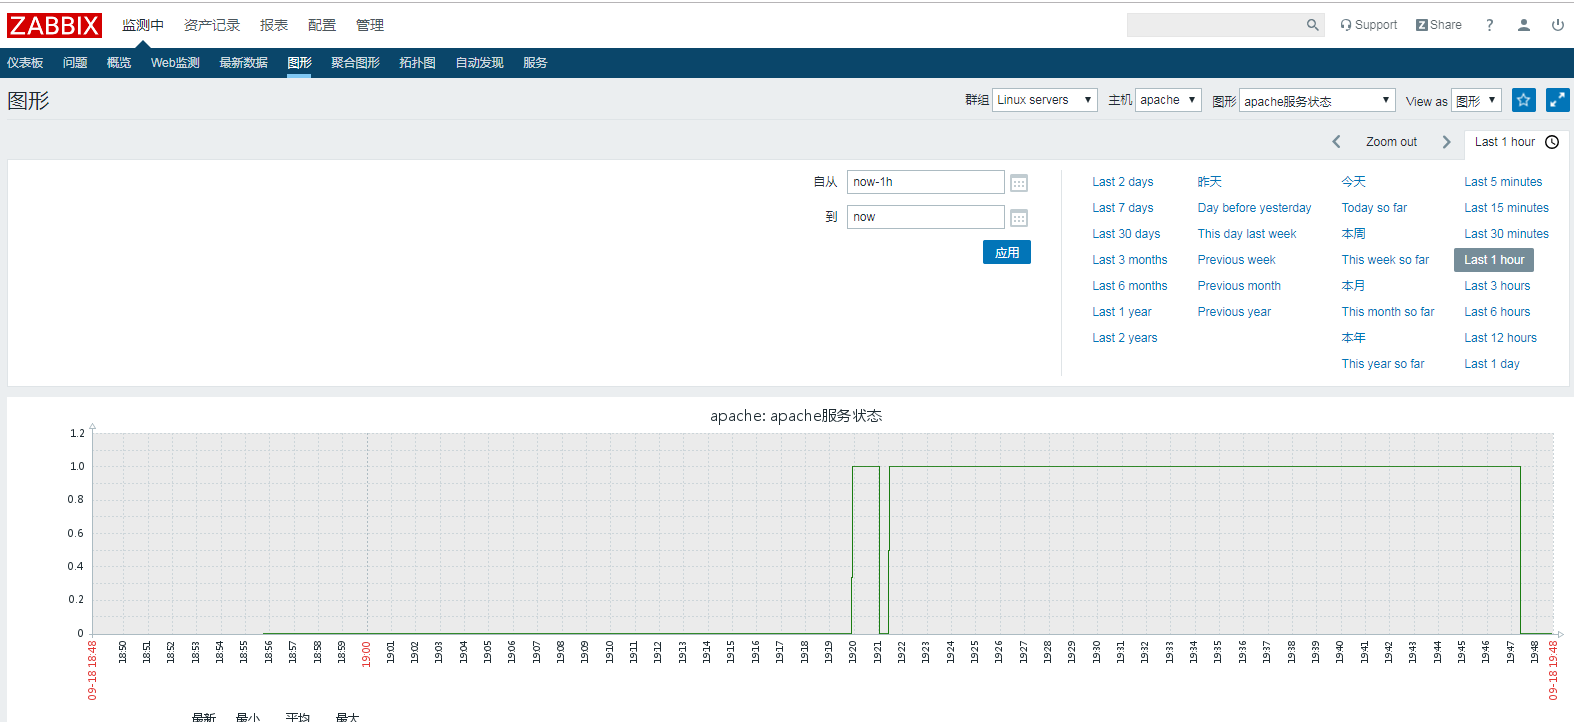 ZABBIX 监测中 资产记录 报表 配置 管理 Support Z Share ?
仪表板 问题 概览 Web监测 最新数据 图形 聚合图形 拓扑图 自动发现 服务
图形 群组 Linux servers 主机 apache 图形 apache服务状态 View as 图形
Zoom out Last 1 hour
自从 now-1h
到 now
应用
Last 2 days 昨天 今天 Last 5 minutes
Last 7 days Day before yesterday Today so far Last 15 minutes
Last 30 days This day last week 本周 Last 30 minutes
Last 3 months Previous week This week so far Last 1 hour
Last 6 months Previous month 本月 Last 3 hours
Last 1 year Previous year This month so far Last 6 hours
Last 2 years 本年 Last 12 hours
This year so far Last 1 day
apache: apache服务状态
1.2
1.0
0.8
0.6
0.4
0.2
0
09-18 18:48 18:50 18:51 18:52 18:53 18:54 18:55 18:56 18:57 18:58 18:59 19:00 19:01 19:02 19:03 19:04 19:05 19:06 19:07 19:08 19:09 19:10 19:11 19:12 19:13 19:14 19:15 19:16 19:17 19:18 19:19 19:20 19:21 19:22 19:23 19:24 19:25 19:26 19:27 19:28 19:29 19:30 19:31 19:32 19:33 19:34 19:35 19:36 19:37 19:38 19:39 19:40 19:41 19:42 19:43 19:44 19:45 19:46 19:47 19:48 09-18 19:48
最新 最小 平均 最大